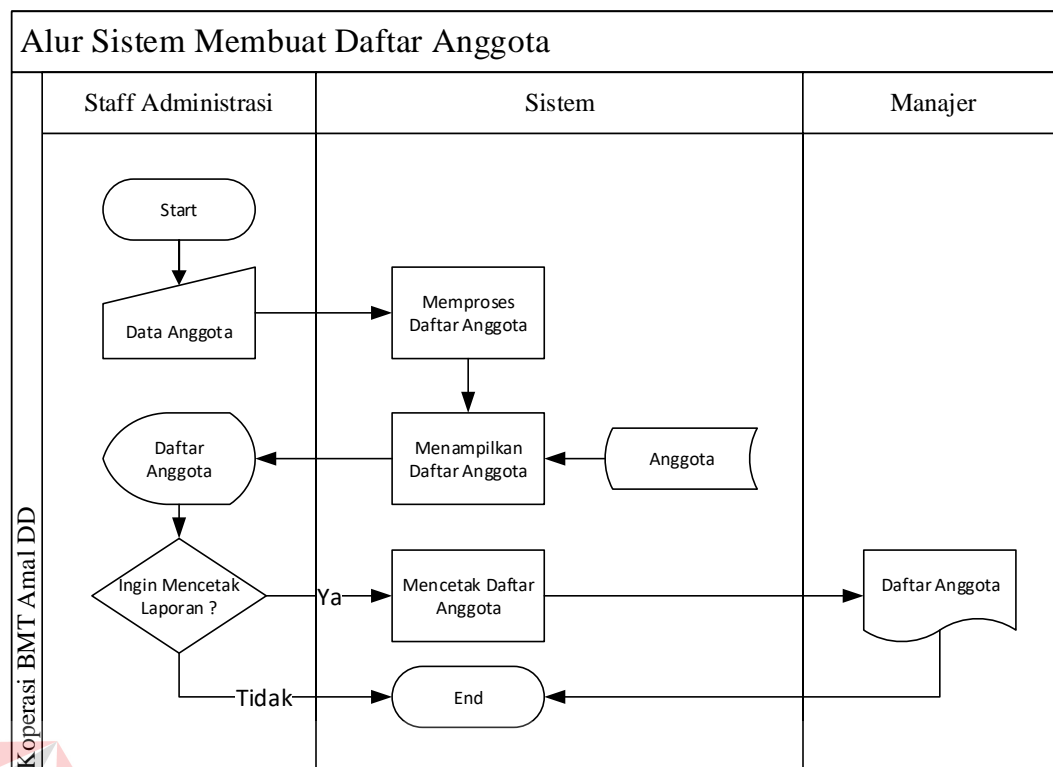 Alur Sistem Membuat Daftar Anggota
Staff Administrasi
Sistem
Manajer
Koperasi BMT Amal DD
Start
Data Anggota
Memproses
Daftar Anggota
Daftar
Anggota
Menampilkan
Daftar Anggota
Anggota
Ingin Mencetak
Laporan ?
Ya
Mencetak Daftar
Anggota
Daftar Anggota
Tidak
End